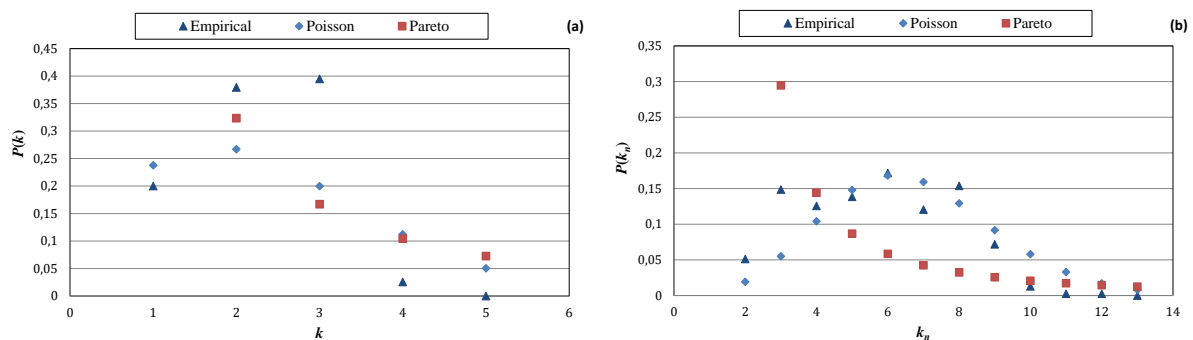 Empirical Poisson Pareto (a)
0,45
0,4
0,35
0,3
0,25
0,2
0,15
0,1
0,05
0
P(k)
0 1 2 3 4 5 6
k
Empirical Poisson Pareto (b)
0,35
0,3
0,25
0,2
0,15
0,1
0,05
0
P(kn)
0 2 4 6 8 10 12 14
kn